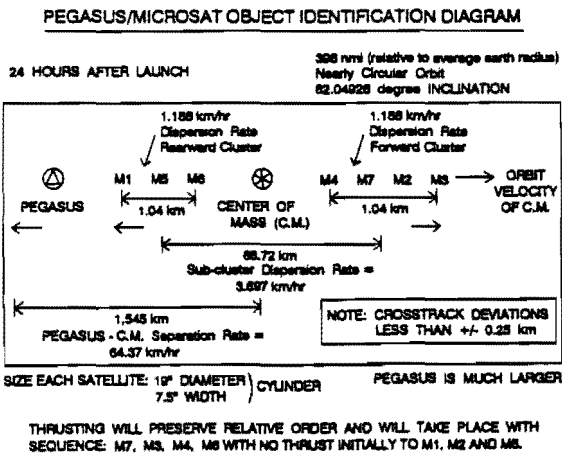 PEGASUS/MICROSAT OBJECT IDENTIFICATION DIAGRAM
24 HOURS AFTER LAUNCH
398 nmi (relative to average earth radius)
Nearly Circular Orbit
82.04926 degree INCLINATION
1.188 km/hr
Dispersion Rate
Rearward Cluster
1.188 km/hr
Dispersion Rate
Forward Cluster
PEGASUS
M1 M5 M6
1.04 km
CENTER OF
MASS (C.M.)
M4 M7 M2 M3
1.04 km
ORBIT
VELOCITY
OF C.M.
88.72 km
Sub-cluster Dispersion Rate =
3.697 km/hr
1,545 km
PEGASUS - C.M. Separation Rate =
64.37 km/hr
NOTE: CROSSTRACK DEVIATIONS
LESS THAN +/- 0.25 km
SIZE EACH SATELLITE: 19" DIAMETER
7.5" WIDTH
) CYLINDER
PEGASUS IS MUCH LARGER
THRUSTING WILL PRESERVE RELATIVE ORDER AND WILL TAKE PLACE WITH
SEQUENCE: M7, M3, M4, WITH NO THRUST INITIALLY TO M1, M2 AND